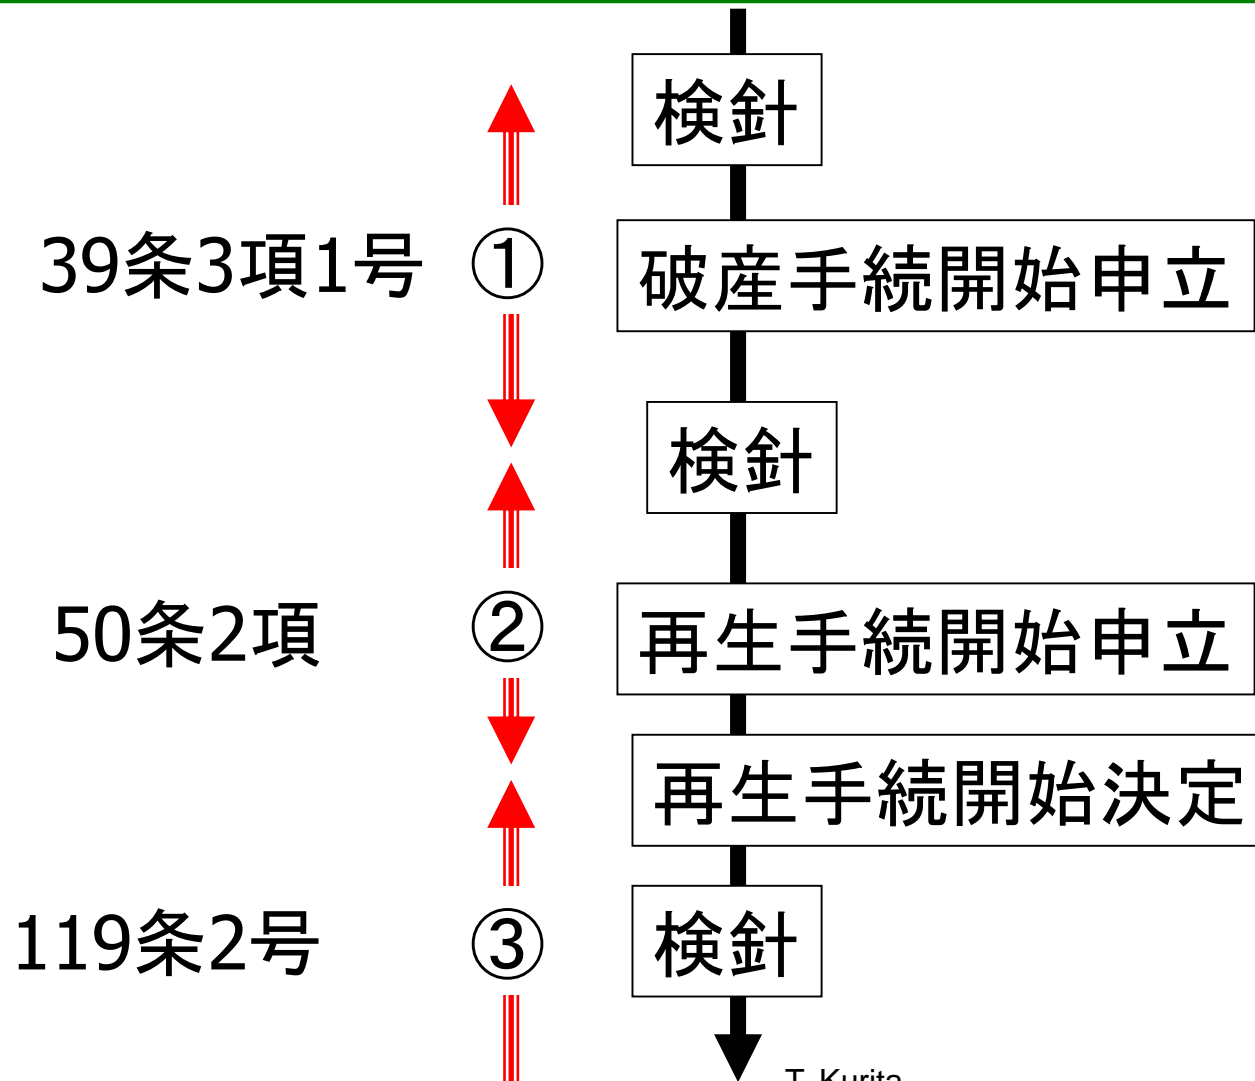 検針
39条3項1号 ① 破産手続開始申立
検針
50条2項 ② 再生手続開始申立
再生手続開始決定
119条2号 ③ 検針
T. Kurita